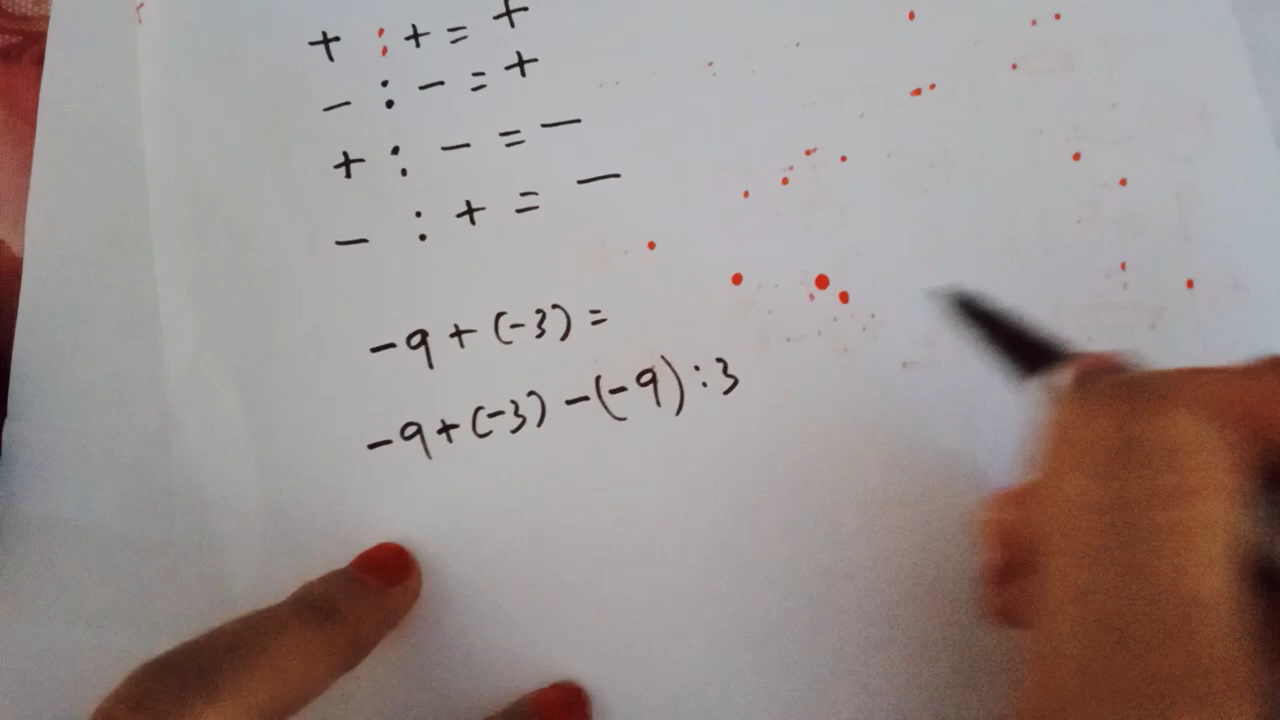 + : + = +
- : - = +
+ : - = -
- : + = -
-9 + (-3) =
-9 + (-3) - (-9) : 3